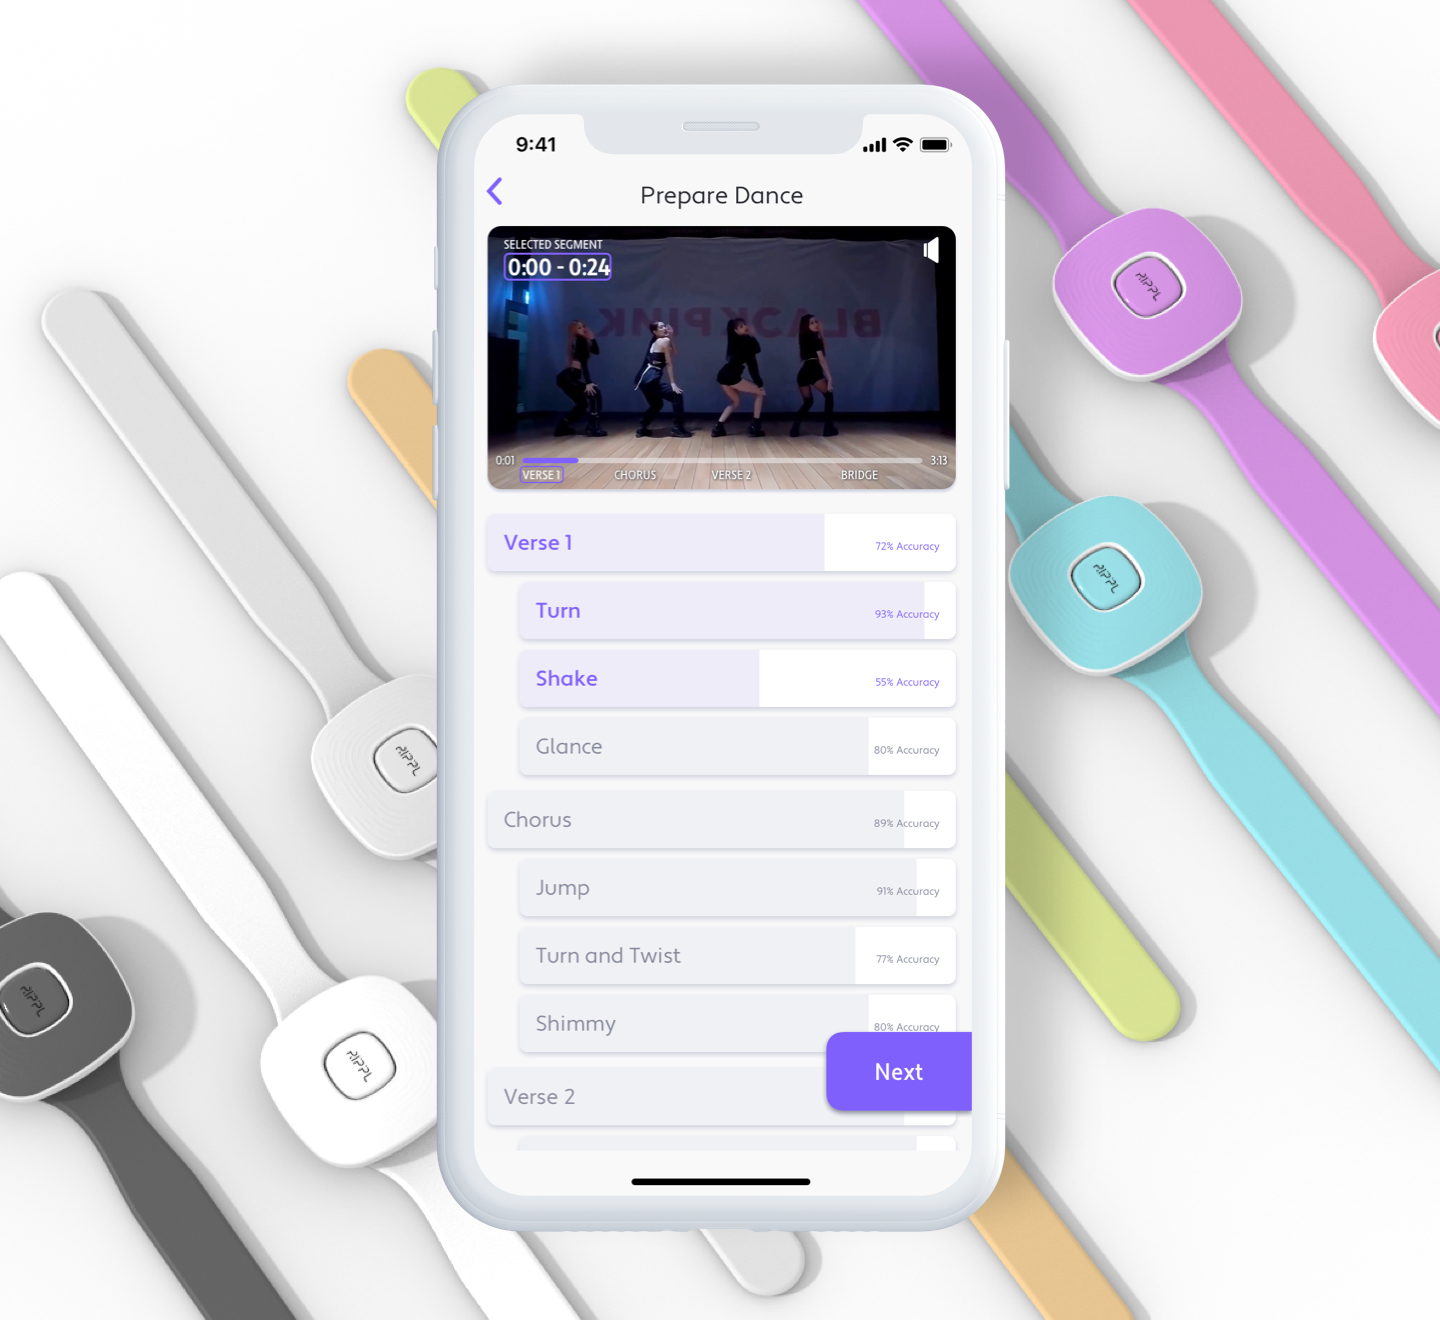 9:41
Prepare Dance
SELECTED SEGMENT
0:00 - 0:24
BLACKPINK
0:01
3:13
VERSE 1
CHORUS
VERSE 2
BRIDGE
Verse 1
72% Accuracy
Turn
93% Accuracy
Shake
55% Accuracy
Glance
80% Accuracy
Chorus
89% Accuracy
Jump
91% Accuracy
Turn and Twist
77% Accuracy
Shimmy
80% Accuracy
Next
Verse 2
RIPPL
RIPPL
RIPPL
RIPPL
RIPPL